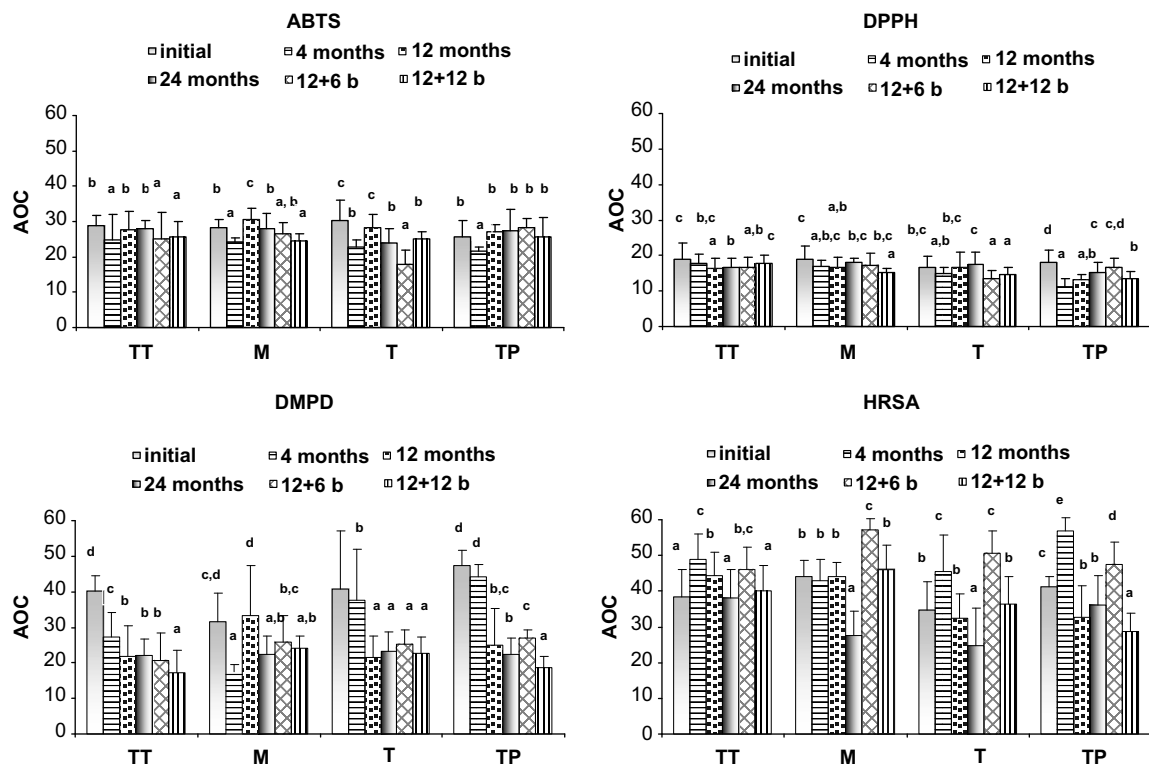 ABTS
initial 4 months 12 months
24 months 12+6 b 12+12 b
60
50
40
30
20
10
0
AOC
b a b b a a
b a c b a, b a
c b c b a b
b a b b b b
TT M T TP
DPPH
initial 4 months 12 months
24 months 12+6 b 12+12 b
60
50
40
30
20
10
0
AOC
c b,c a b a,b c
c a,b,c a,b b,c b,c a
b,c a,b b,c c a a
d a a,b c c,d b
TT M T TP
DMPD
initial 4 months 12 months
24 months 12+6 b 12+12 b
60
50
40
30
20
10
0
AOC
d c b b b a
c,d a d a,b b,c a,b
b b a a a a
d d b,c b c a
TT M T TP
HRSA
initial 4 months 12 months
24 months 12+6 b 12+12 b
60
50
40
30
20
10
0
AOC
a c b a b,c a
b b b a c b
b c b a c b
c e b b d a
TT M T TP